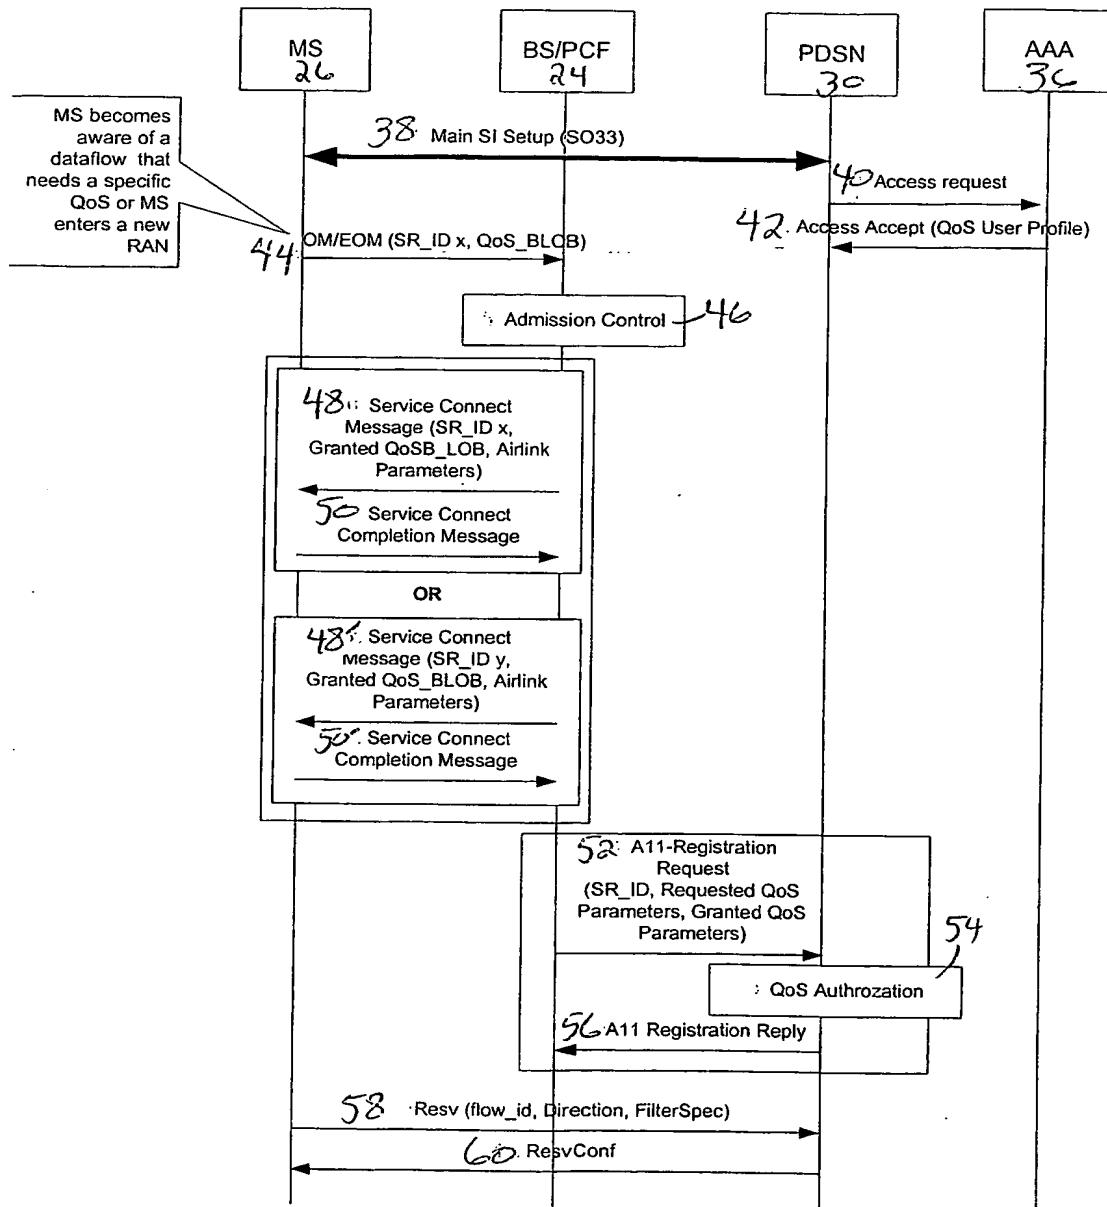 MS
26
BS/PCF
24
PDSN
30
AAA
36
MS becomes
aware of a
dataflow that
needs a specific
QoS or MS
enters a new
RAN
38 Main SI Setup (SO33)
40 Access request
42. Access Accept (QoS User Profile)
44 OM/EOM (SR_ID x, QoS_BLOB)
Admission Control 46
48 Service Connect
Message (SR_ID x,
Granted QoSB_LOB, Airlink
Parameters)
50 Service Connect
Completion Message
OR
48'. Service Connect
Message (SR_ID y,
Granted QoS_BLOB, Airlink
Parameters)
50'. Service Connect
Completion Message
52 A11-Registration
Request
(SR_ID, Requested QoS
Parameters, Granted QoS
Parameters)
54
QoS Authrozation
56 A11 Registration Reply
58 Resv (flow_id, Direction, FilterSpec)
60 ResvConf